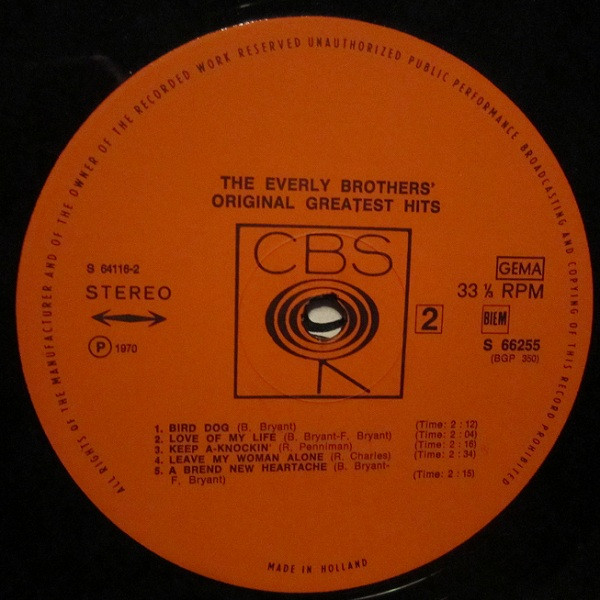 ALL RIGHTS OF THE MANUFACTURER AND OF THE OWNER OF THE RECORDED WORK RESERVED UNAUTHORIZED PUBLIC PERFORMANCE BROADCASTING AND COPYING OF THIS RECORD PROHIBITED
THE EVERLY BROTHERS'
ORIGINAL GREATEST HITS
CBS
S 64116-2
STEREO
Ⓟ 1970
GEMA
33 ⅓ RPM
2 BIEM
S 66255
(BGP 350)
1. BIRD DOG (B. Bryant) (Time: 2 : 12)
2. LOVE OF MY LIFE (B. Bryant-F. Bryant) (Time: 2 : 04)
3. KEEP A-KNOCKIN' (R. Penniman) (Time: 2 : 16)
4. LEAVE MY WOMAN ALONE (R. Charles) (Time: 2 : 34)
5. A BREND NEW HEARTACHE (B. Bryant-
F. Bryant) (Time: 2 : 15)
MADE IN HOLLAND